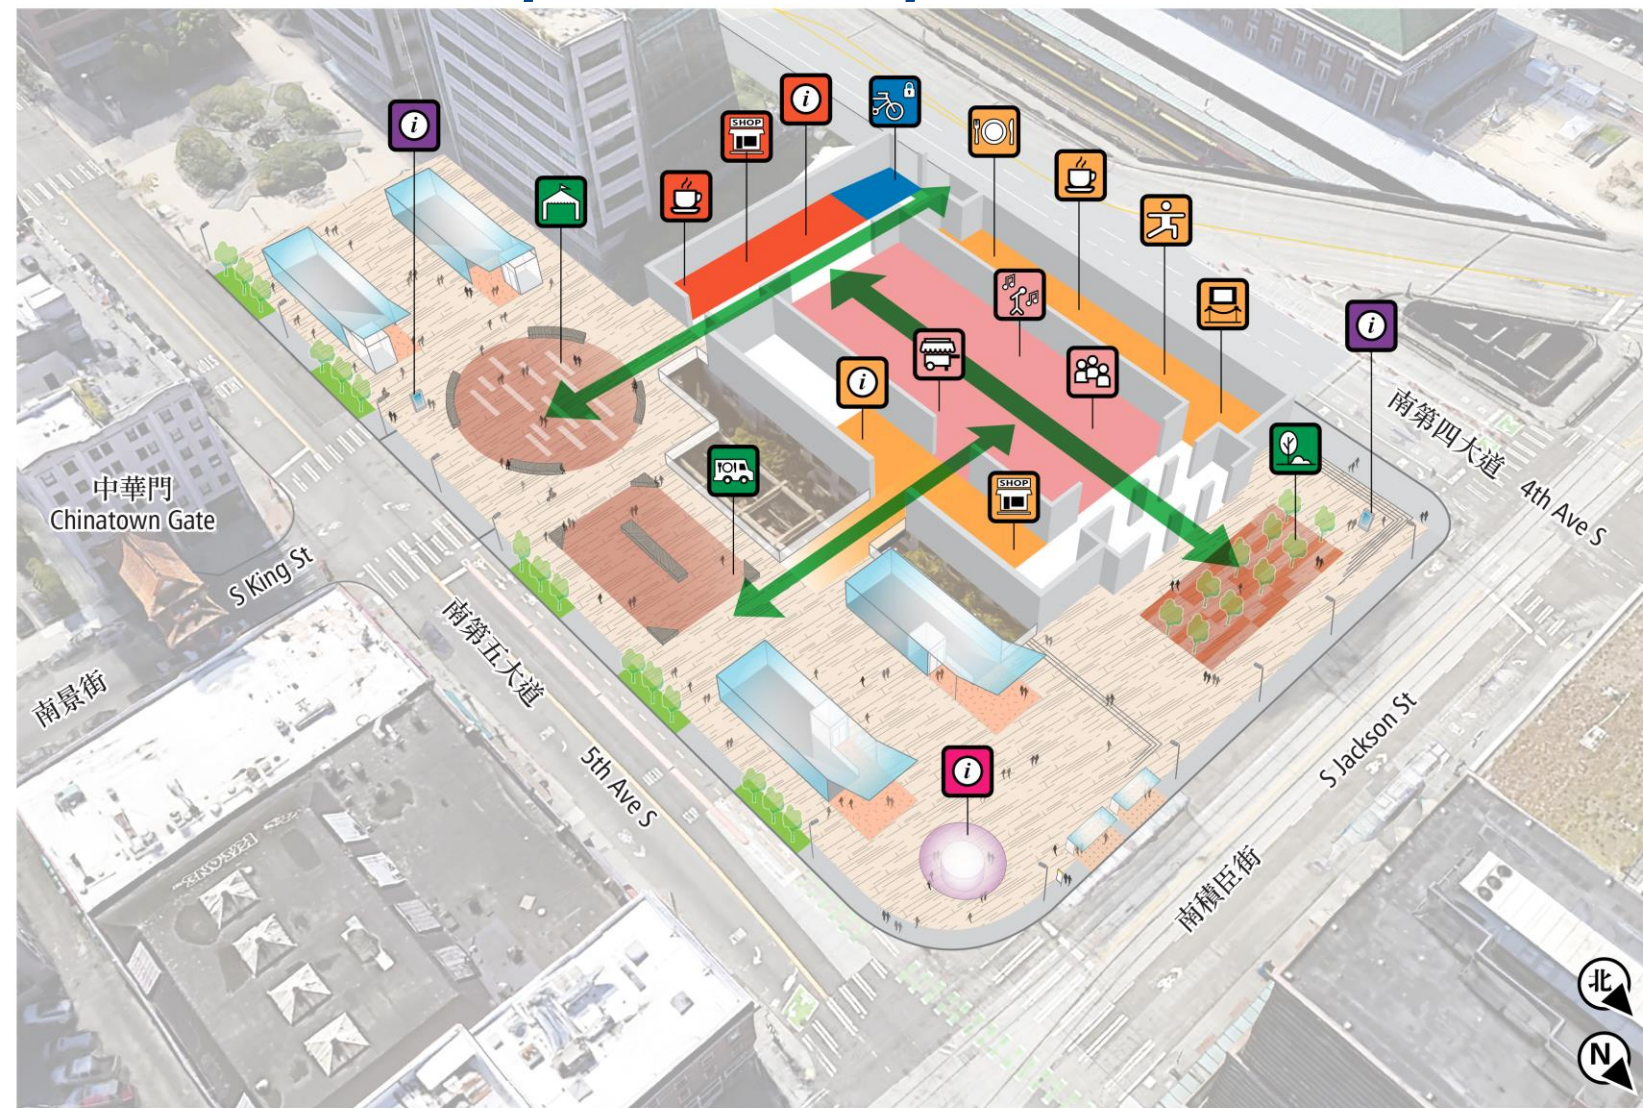 i
SHOP
i
i
i
SHOP
i
中華門
Chinatown Gate
S King St
南景街
南第五大道
5th Ave S
南第四大道
4th Ave S
S Jackson St
南積臣街
北
N